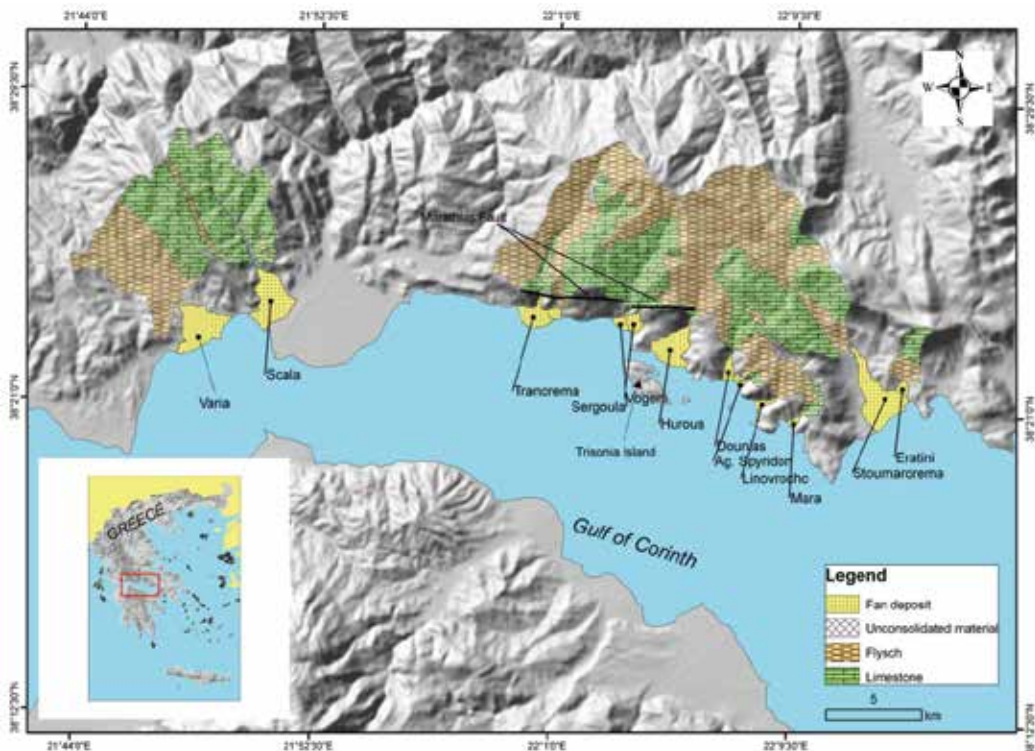 21°44'0"E
21°52'30"E
22°1'0"E
22°9'30"E
38°29'30"N
N
W
E
S
Scala
Varia
Trancrema
Sergoula
Vogeri
Hurous
Trisonia Island
Dounias
Ag. Spyridon
Linovrocho
Mara
Stoumarorema
Eratini
38°21'0"N
38°21'0"N
GREECE
Gulf of Corinth
Legend
Fan deposit
Unconsolidated material
Flysch
Limestone
5
km
38°12'30"N
21°44'0"E
21°52'30"E
22°1'0"E
22°9'30"E